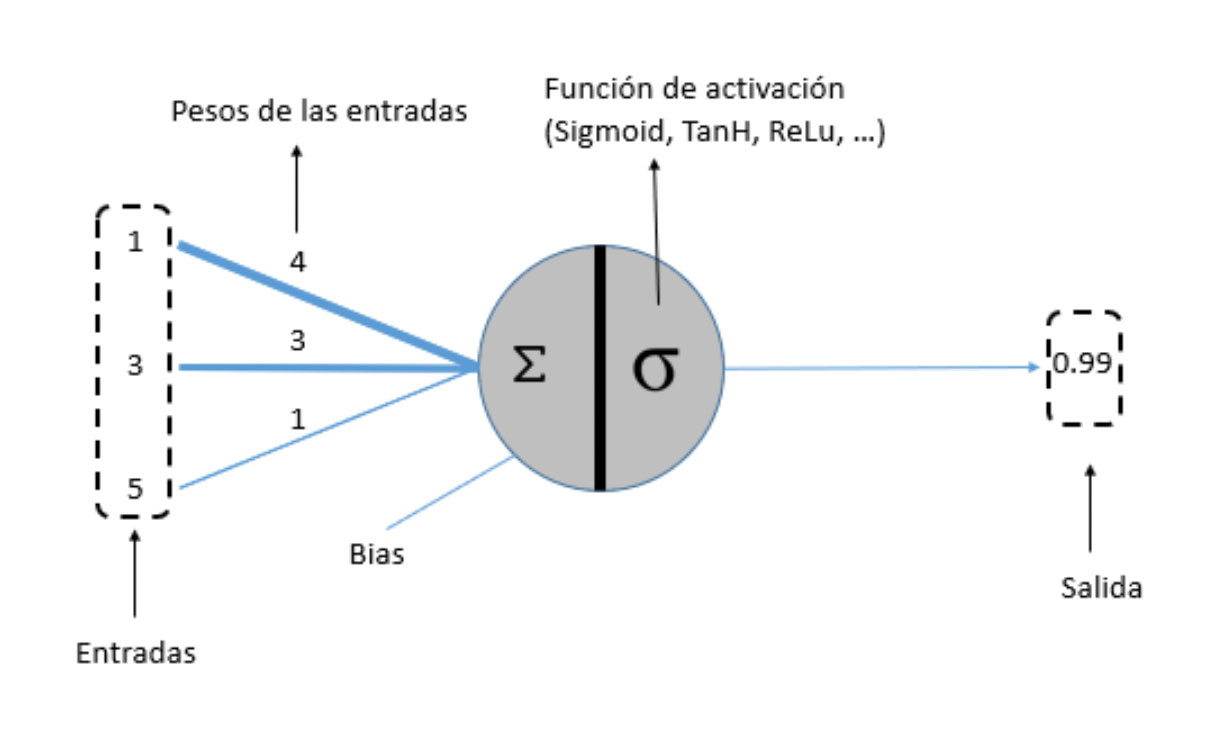 Función de activación
(Sigmoid, TanH, ReLu, ...)
Pesos de las entradas
1
4
3
3
1
5
Σ
σ
0.99
Bias
Salida
Entradas